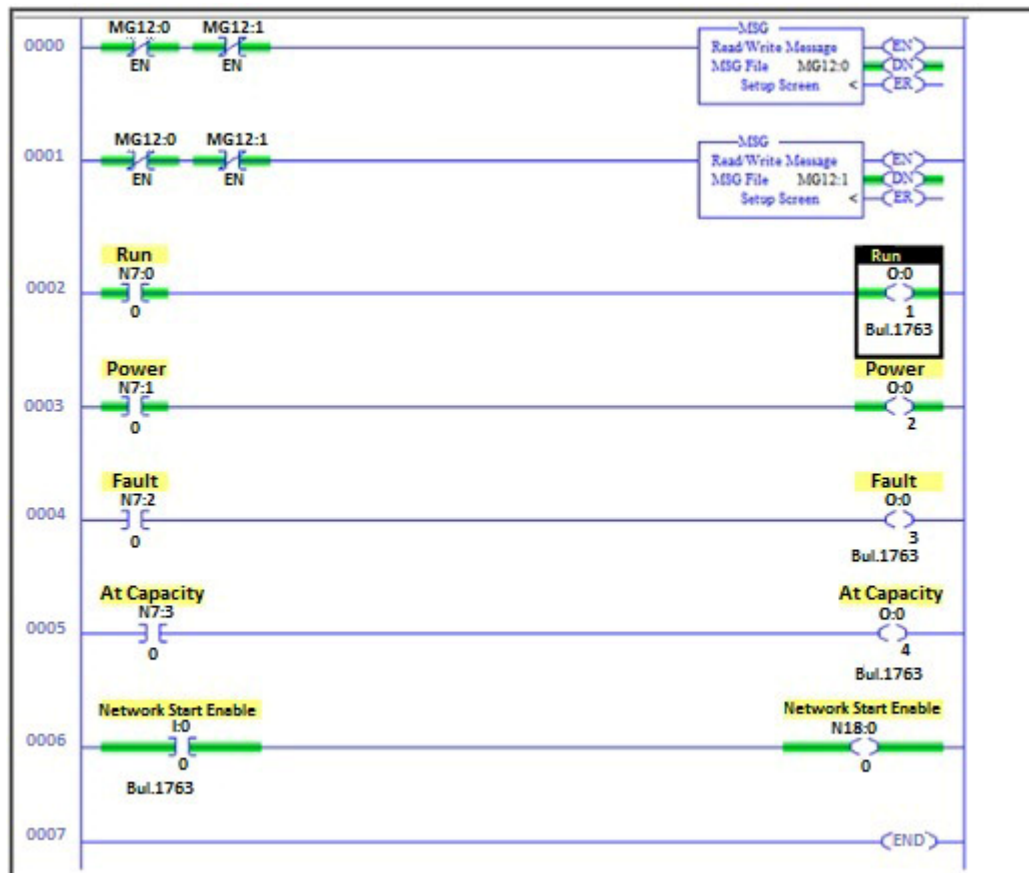 MG12:0 MG12:1
0000
EN EN
MSG
Read/Write Message
MSG File MG12:0
Setup Screen <
EN
DN
ER
MG12:0 MG12:1
0001
EN EN
MSG
Read/Write Message
MSG File MG12:1
Setup Screen <
EN
DN
ER
Run
N7:0
0002
0
Run
O:0
1
Bul.1763
Power
N7:1
0003
0
Power
O:0
2
Fault
N7:2
0004
0
Fault
O:0
3
Bul.1763
At Capacity
N7:3
0005
0
At Capacity
O:0
4
Bul.1763
Network Start Enable
I:0
0006
0
Bul.1763
Network Start Enable
N18:0
0
0007
END